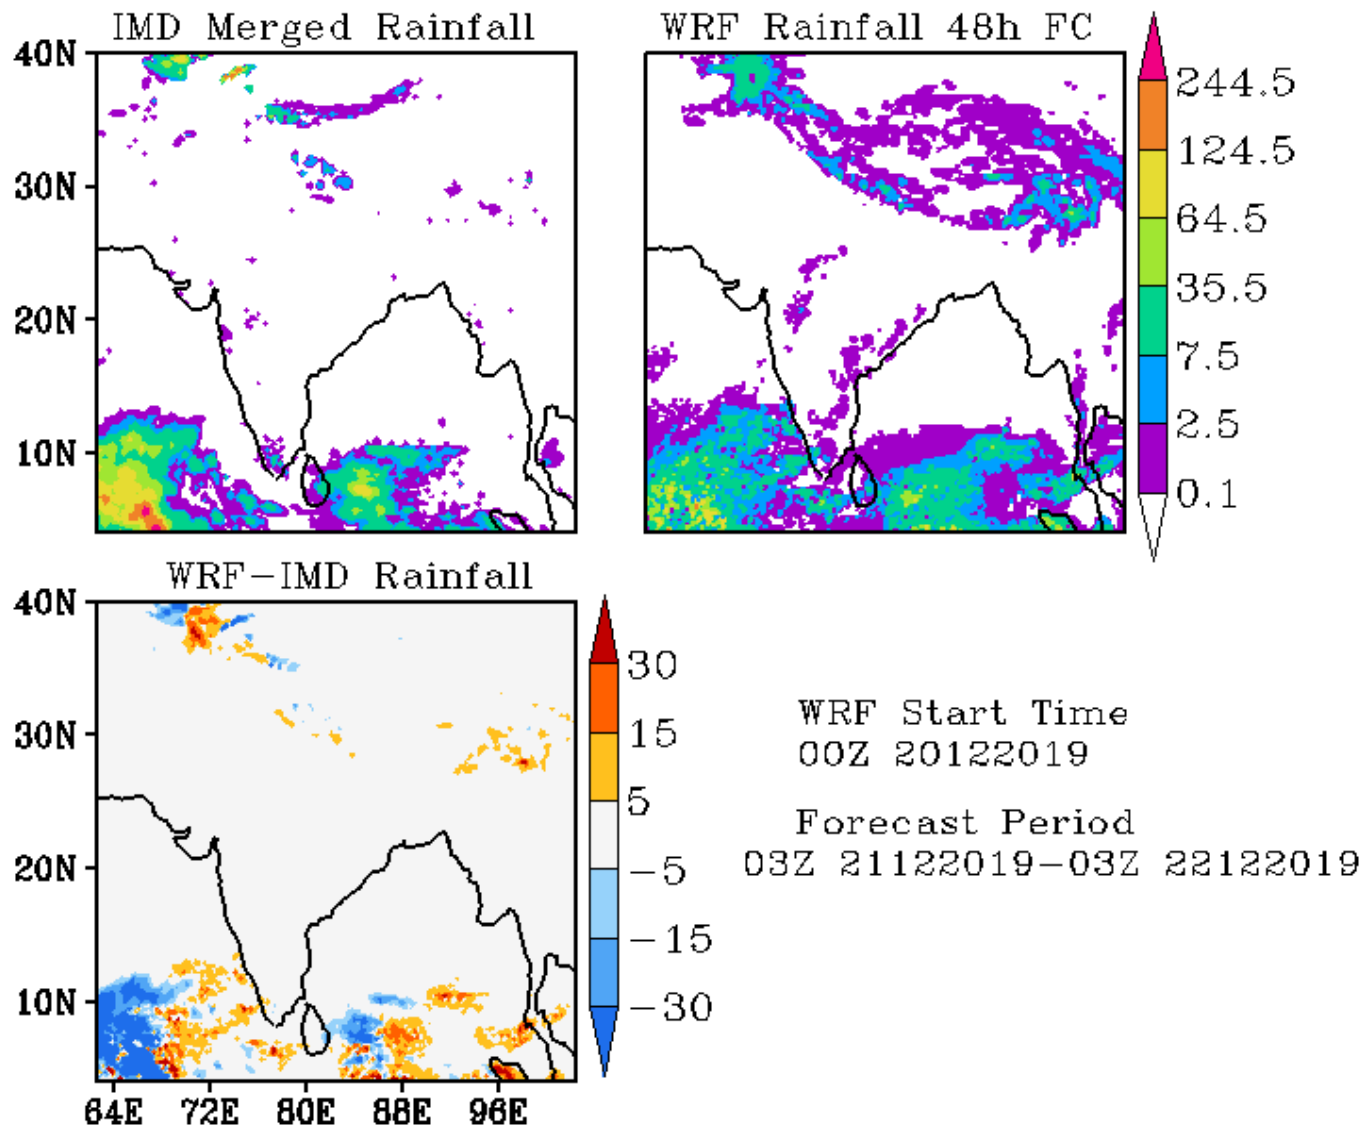 IMD Merged Rainfall
WRF Rainfall 48h FC
40N
30N
20N
10N
244.5
124.5
64.5
35.5
7.5
2.5
0.1
WRF-IMD Rainfall
40N
30N
20N
10N
64E 72E 80E 88E 96E
30
15
5
-5
-15
-30
WRF Start Time
00Z 20122019
Forecast Period
03Z 21122019-03Z 22122019